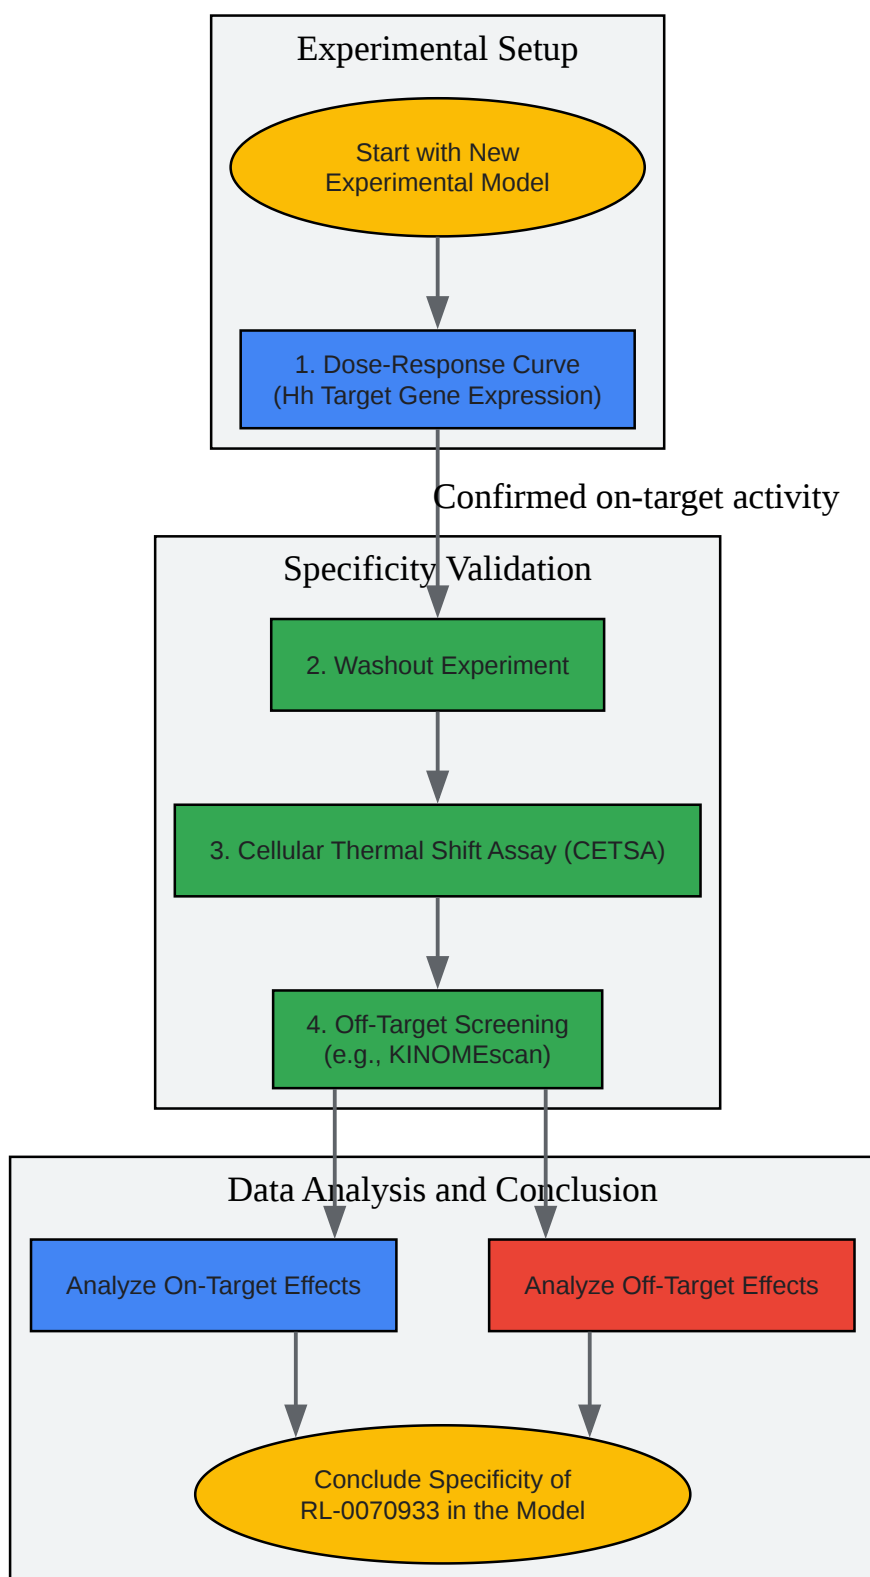 Experimental Setup
Start with New
Experimental Model
1. Dose-Response Curve
(Hh Target Gene Expression)
Confirmed on-target activity
Specificity Validation
2. Washout Experiment
3. Cellular Thermal Shift Assay (CETSA)
4. Off-Target Screening
(e.g., KINOMEscan)
Data Analysis and Conclusion
Analyze On-Target Effects
Analyze Off-Target Effects
Conclude Specificity of
RL-0070933 in the Model